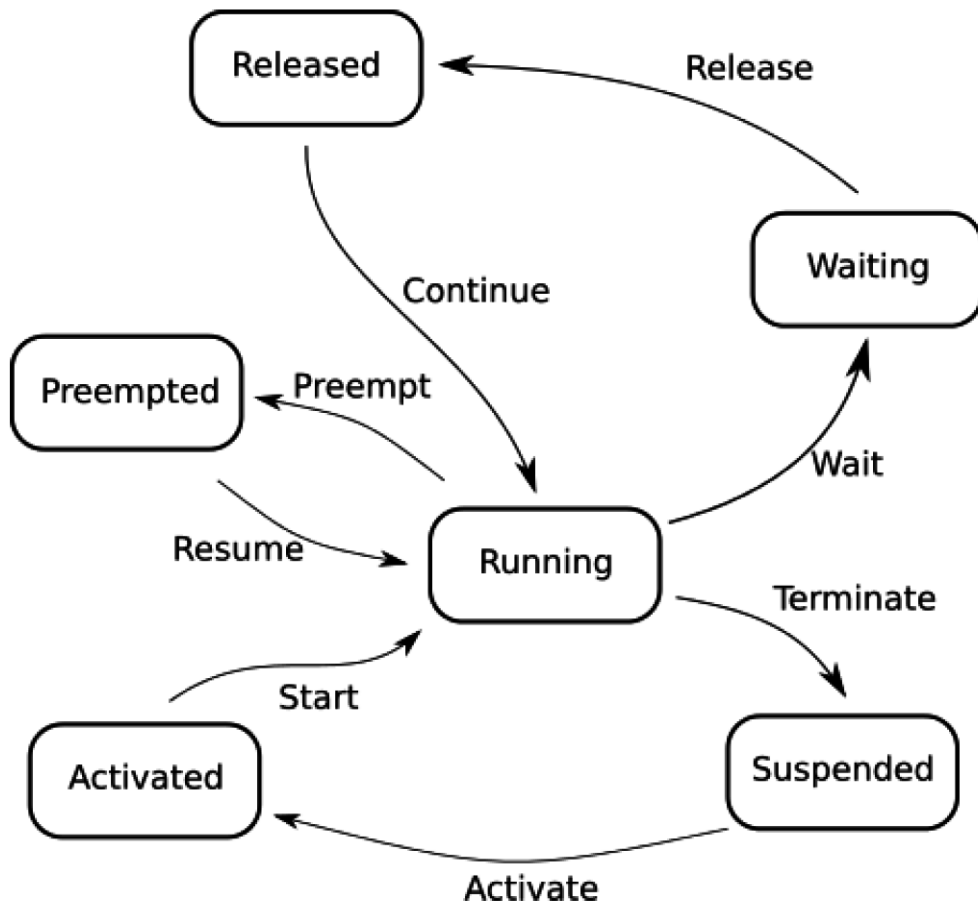 Released
Release
Waiting
Continue
Preempted
Preempt
Wait
Resume
Running
Terminate
Start
Activated
Suspended
Activate